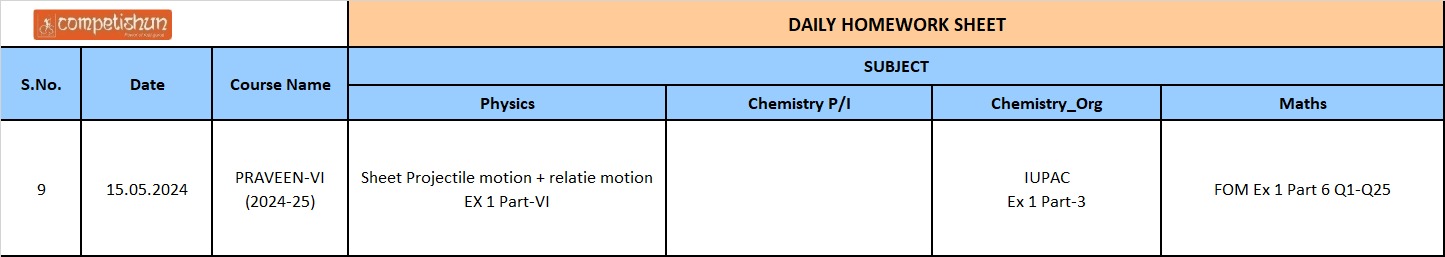 competishun
DAILY HOMEWORK SHEET
S.No.
Date
Course Name
SUBJECT
Physics
Chemistry P/I
Chemistry_Org
Maths
9
15.05.2024
PRAVEEN-VI
(2024-25)
Sheet Projectile motion + relatie motion
EX 1 Part-VI
IUPAC
Ex 1 Part-3
FOM Ex 1 Part 6 Q1-Q25